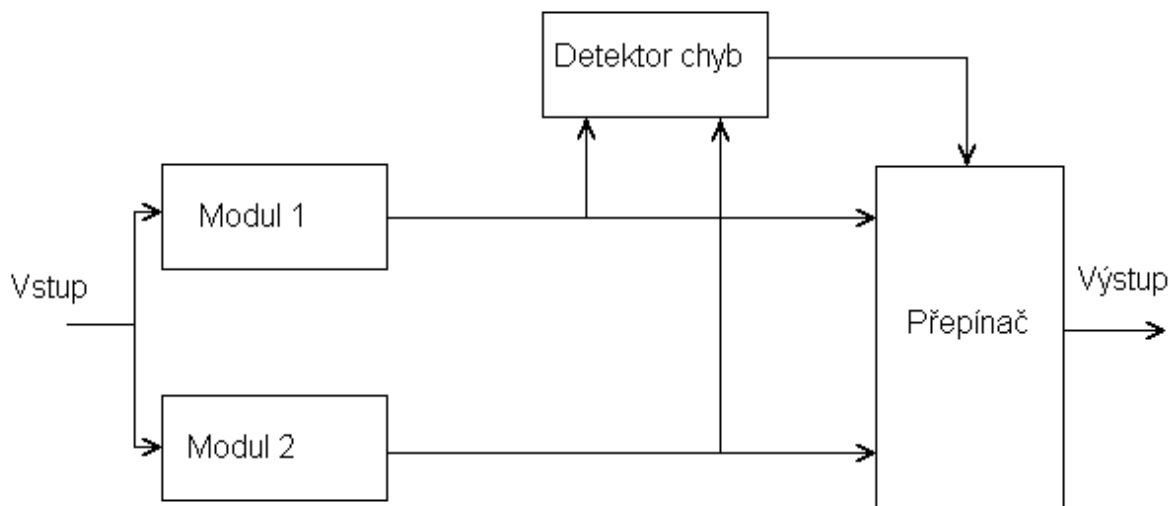 Detektor chyb
Modul 1
Vstup
Výstup
Přepínač
Modul 2